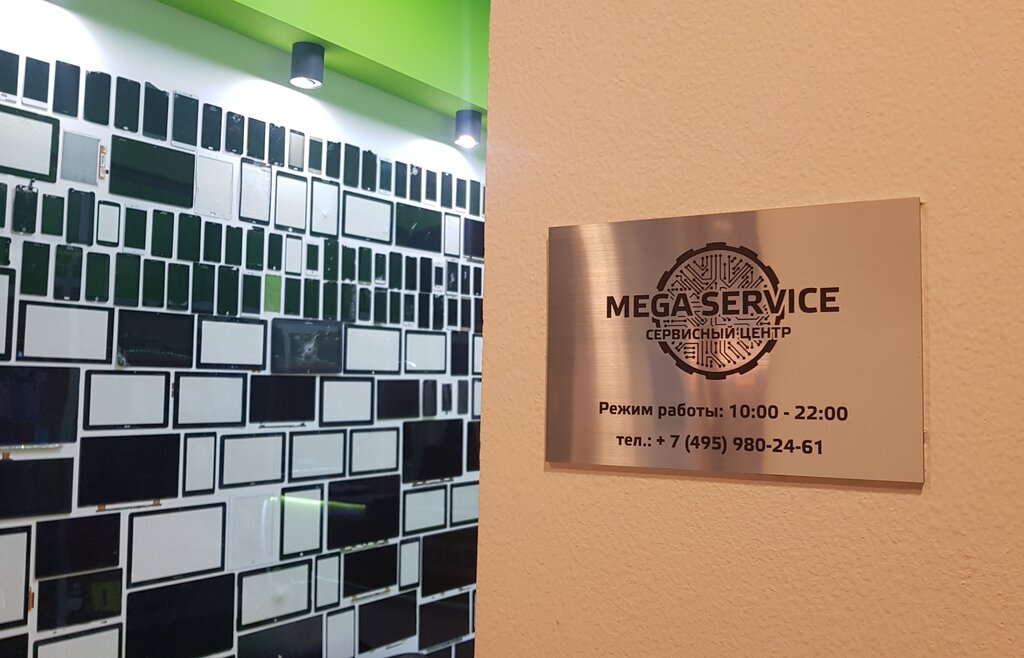 MEGA SERVICE
СЕРВИСНЫЙ ЦЕНТР
Режим работы: 10:00 - 22:00
тел.: + 7 (495) 980-24-61